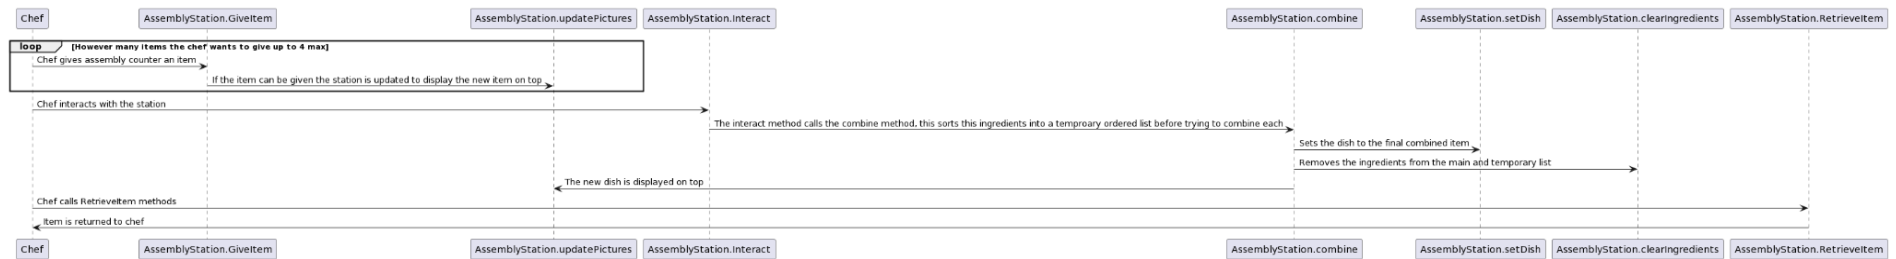 Chef AssemblyStation.GiveItem AssemblyStation.updatePictures AssemblyStation.Interact AssemblyStation.combine AssemblyStation.setDish AssemblyStation.clearIngredients AssemblyStation.RetrieveItem
loop [However many items the chef wants to give up to 4 max]
Chef gives assembly counter an item
If the item can be given the station is updated to display the new item on top
Chef interacts with the station
The interact method calls the combine method, this sorts this ingredients into a temproary ordered list before trying to combine each
Sets the dish to the final combined item
Removes the ingredients from the main and temporary list
The new dish is displayed on top
Chef calls RetrieveItem methods
Item is returned to chef
Chef AssemblyStation.GiveItem AssemblyStation.updatePictures AssemblyStation.Interact AssemblyStation.combine AssemblyStation.setDish AssemblyStation.clearIngredients AssemblyStation.RetrieveItem